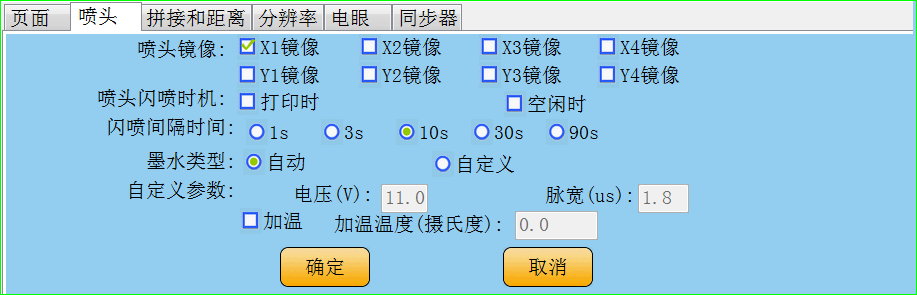 页面 喷头 拼接和距离 分辨率 电眼 同步器
喷头镜像: X1镜像 X2镜像 X3镜像 X4镜像
Y1镜像 Y2镜像 Y3镜像 Y4镜像
喷头闪喷时机: 打印时 空闲时
闪喷间隔时间: 1s 3s 10s 30s 90s
墨水类型: 自动 自定义
自定义参数: 电压(V): 11.0 脉宽(us): 1.8
加温 加温温度(摄氏度): 0.0
确定 取消